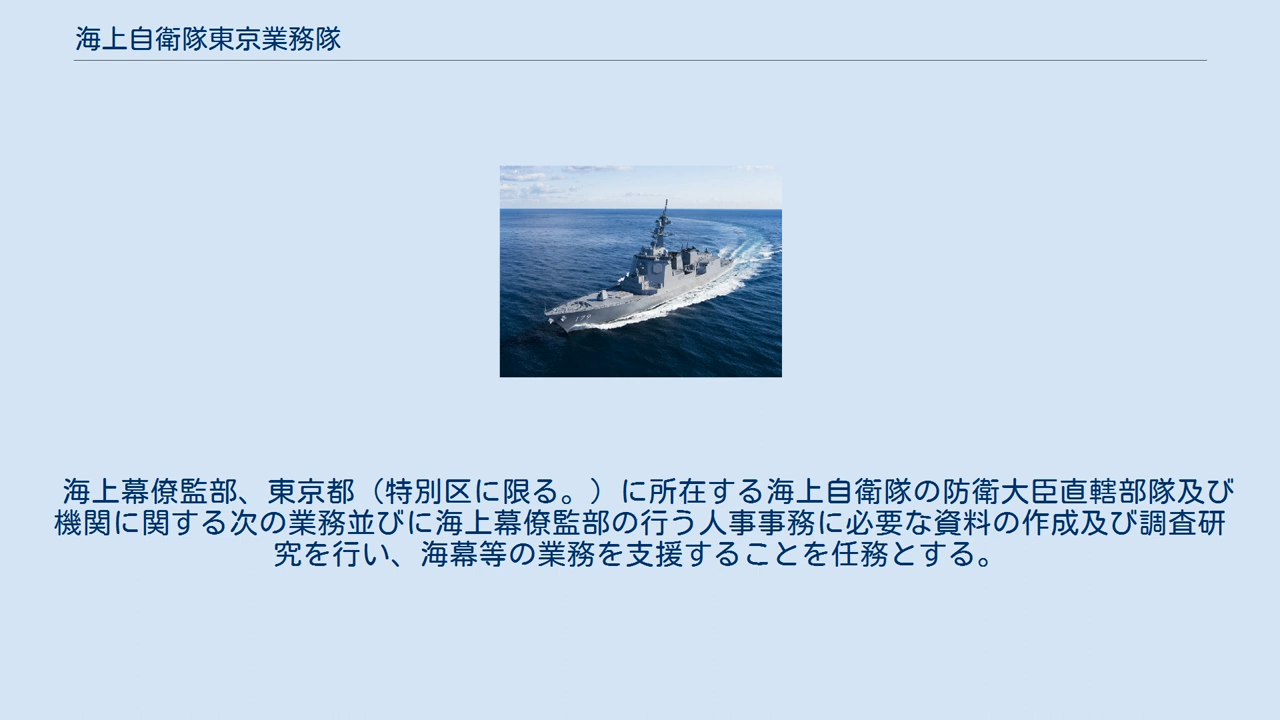 海上自衛隊東京業務隊
179
海上幕僚監部、東京都（特別区に限る。）に所在する海上自衛隊の防衛大臣直轄部隊及び
機関に関する次の業務並びに海上幕僚監部の行う人事事務に必要な資料の作成及び調査研
究を行い、海幕等の業務を支援することを任務とする。